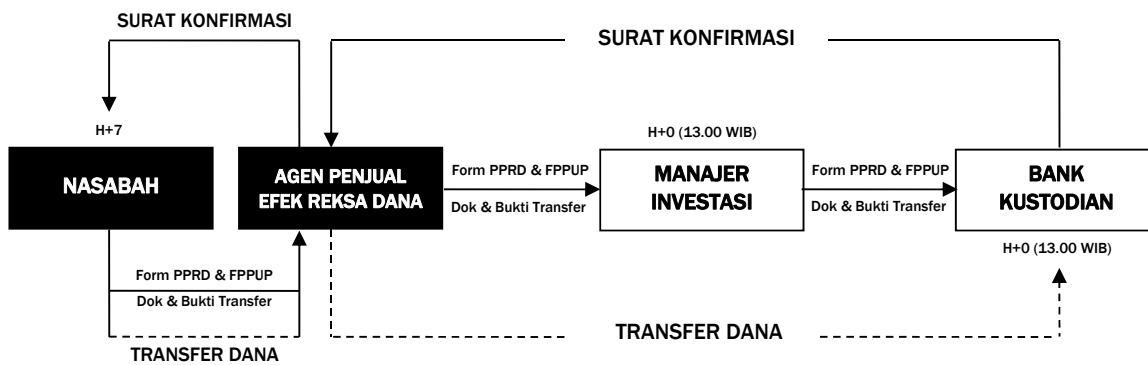 SURAT KONFIRMASI
SURAT KONFIRMASI
H+7
H+0 (13.00 WIB)
NASABAH
AGEN PENJUAL
EFEK REKSA DANA
Form PPRD & FPPUP
Dok & Bukti Transfer
MANAJER
INVESTASI
Form PPRD & FPPUP
Dok & Bukti Transfer
BANK
KUSTODIAN
H+0 (13.00 WIB)
Form PPRD & FPPUP
Dok & Bukti Transfer
TRANSFER DANA
TRANSFER DANA